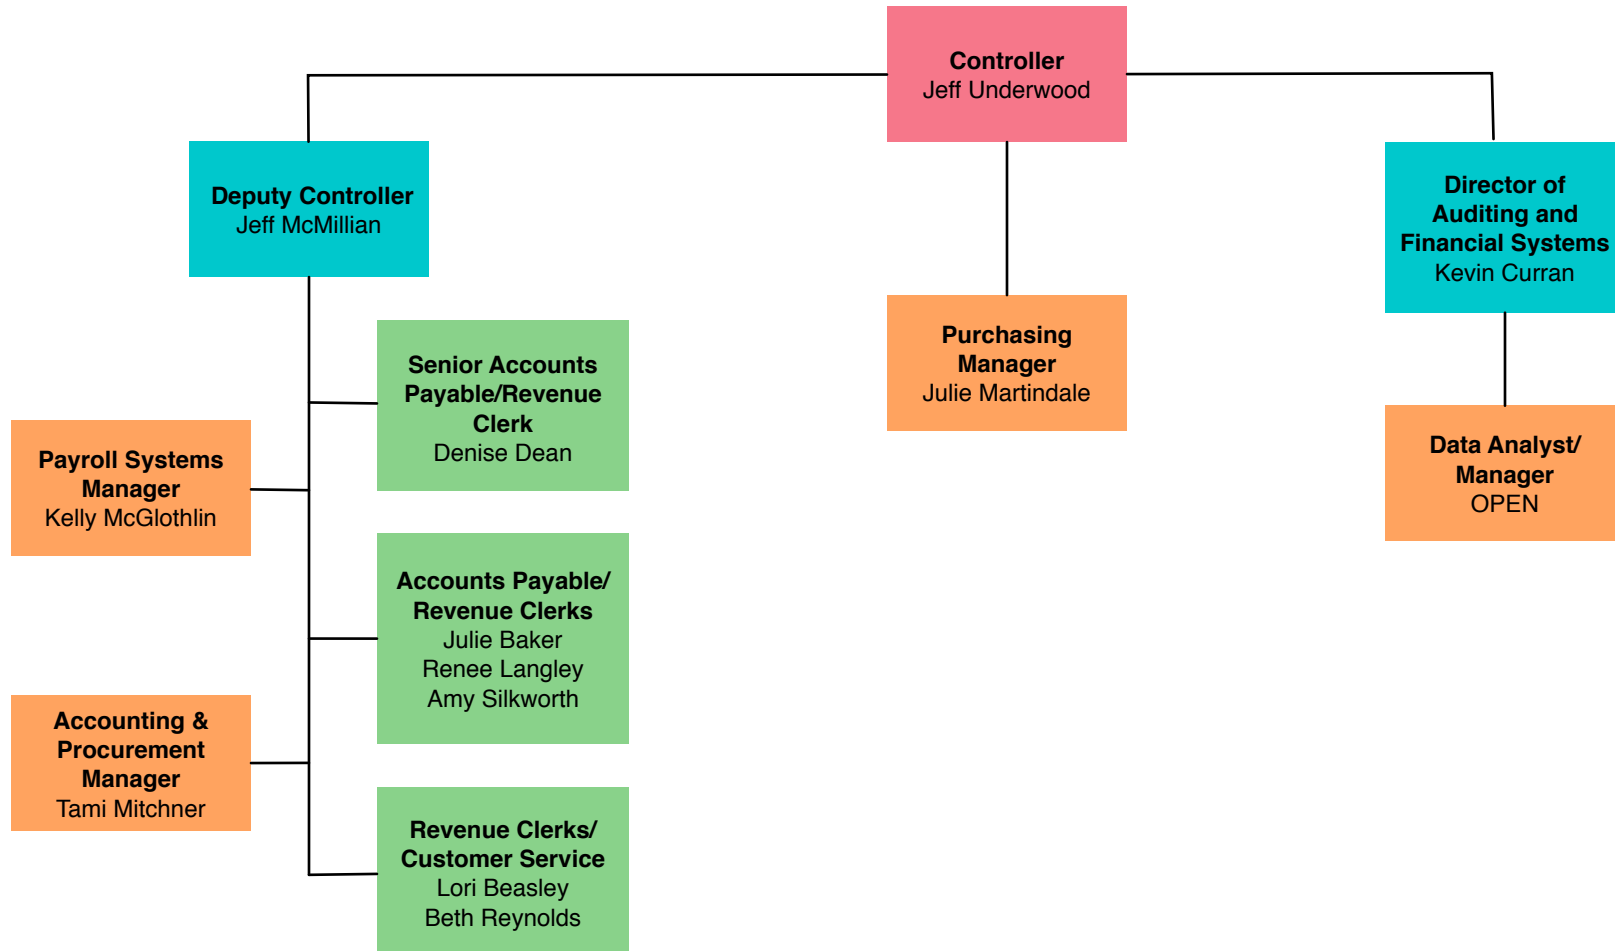 Controller
Jeff Underwood
Deputy Controller
Jeff McMillian
Director of
Auditing and
Financial Systems
Kevin Curran
Purchasing
Manager
Julie Martindale
Senior Accounts
Payable/Revenue
Clerk
Denise Dean
Data Analyst/
Manager
OPEN
Payroll Systems
Manager
Kelly McGlothlin
Accounts Payable/
Revenue Clerks
Julie Baker
Renee Langley
Amy Silkworth
Accounting &
Procurement
Manager
Tami Mitchner
Revenue Clerks/
Customer Service
Lori Beasley
Beth Reynolds